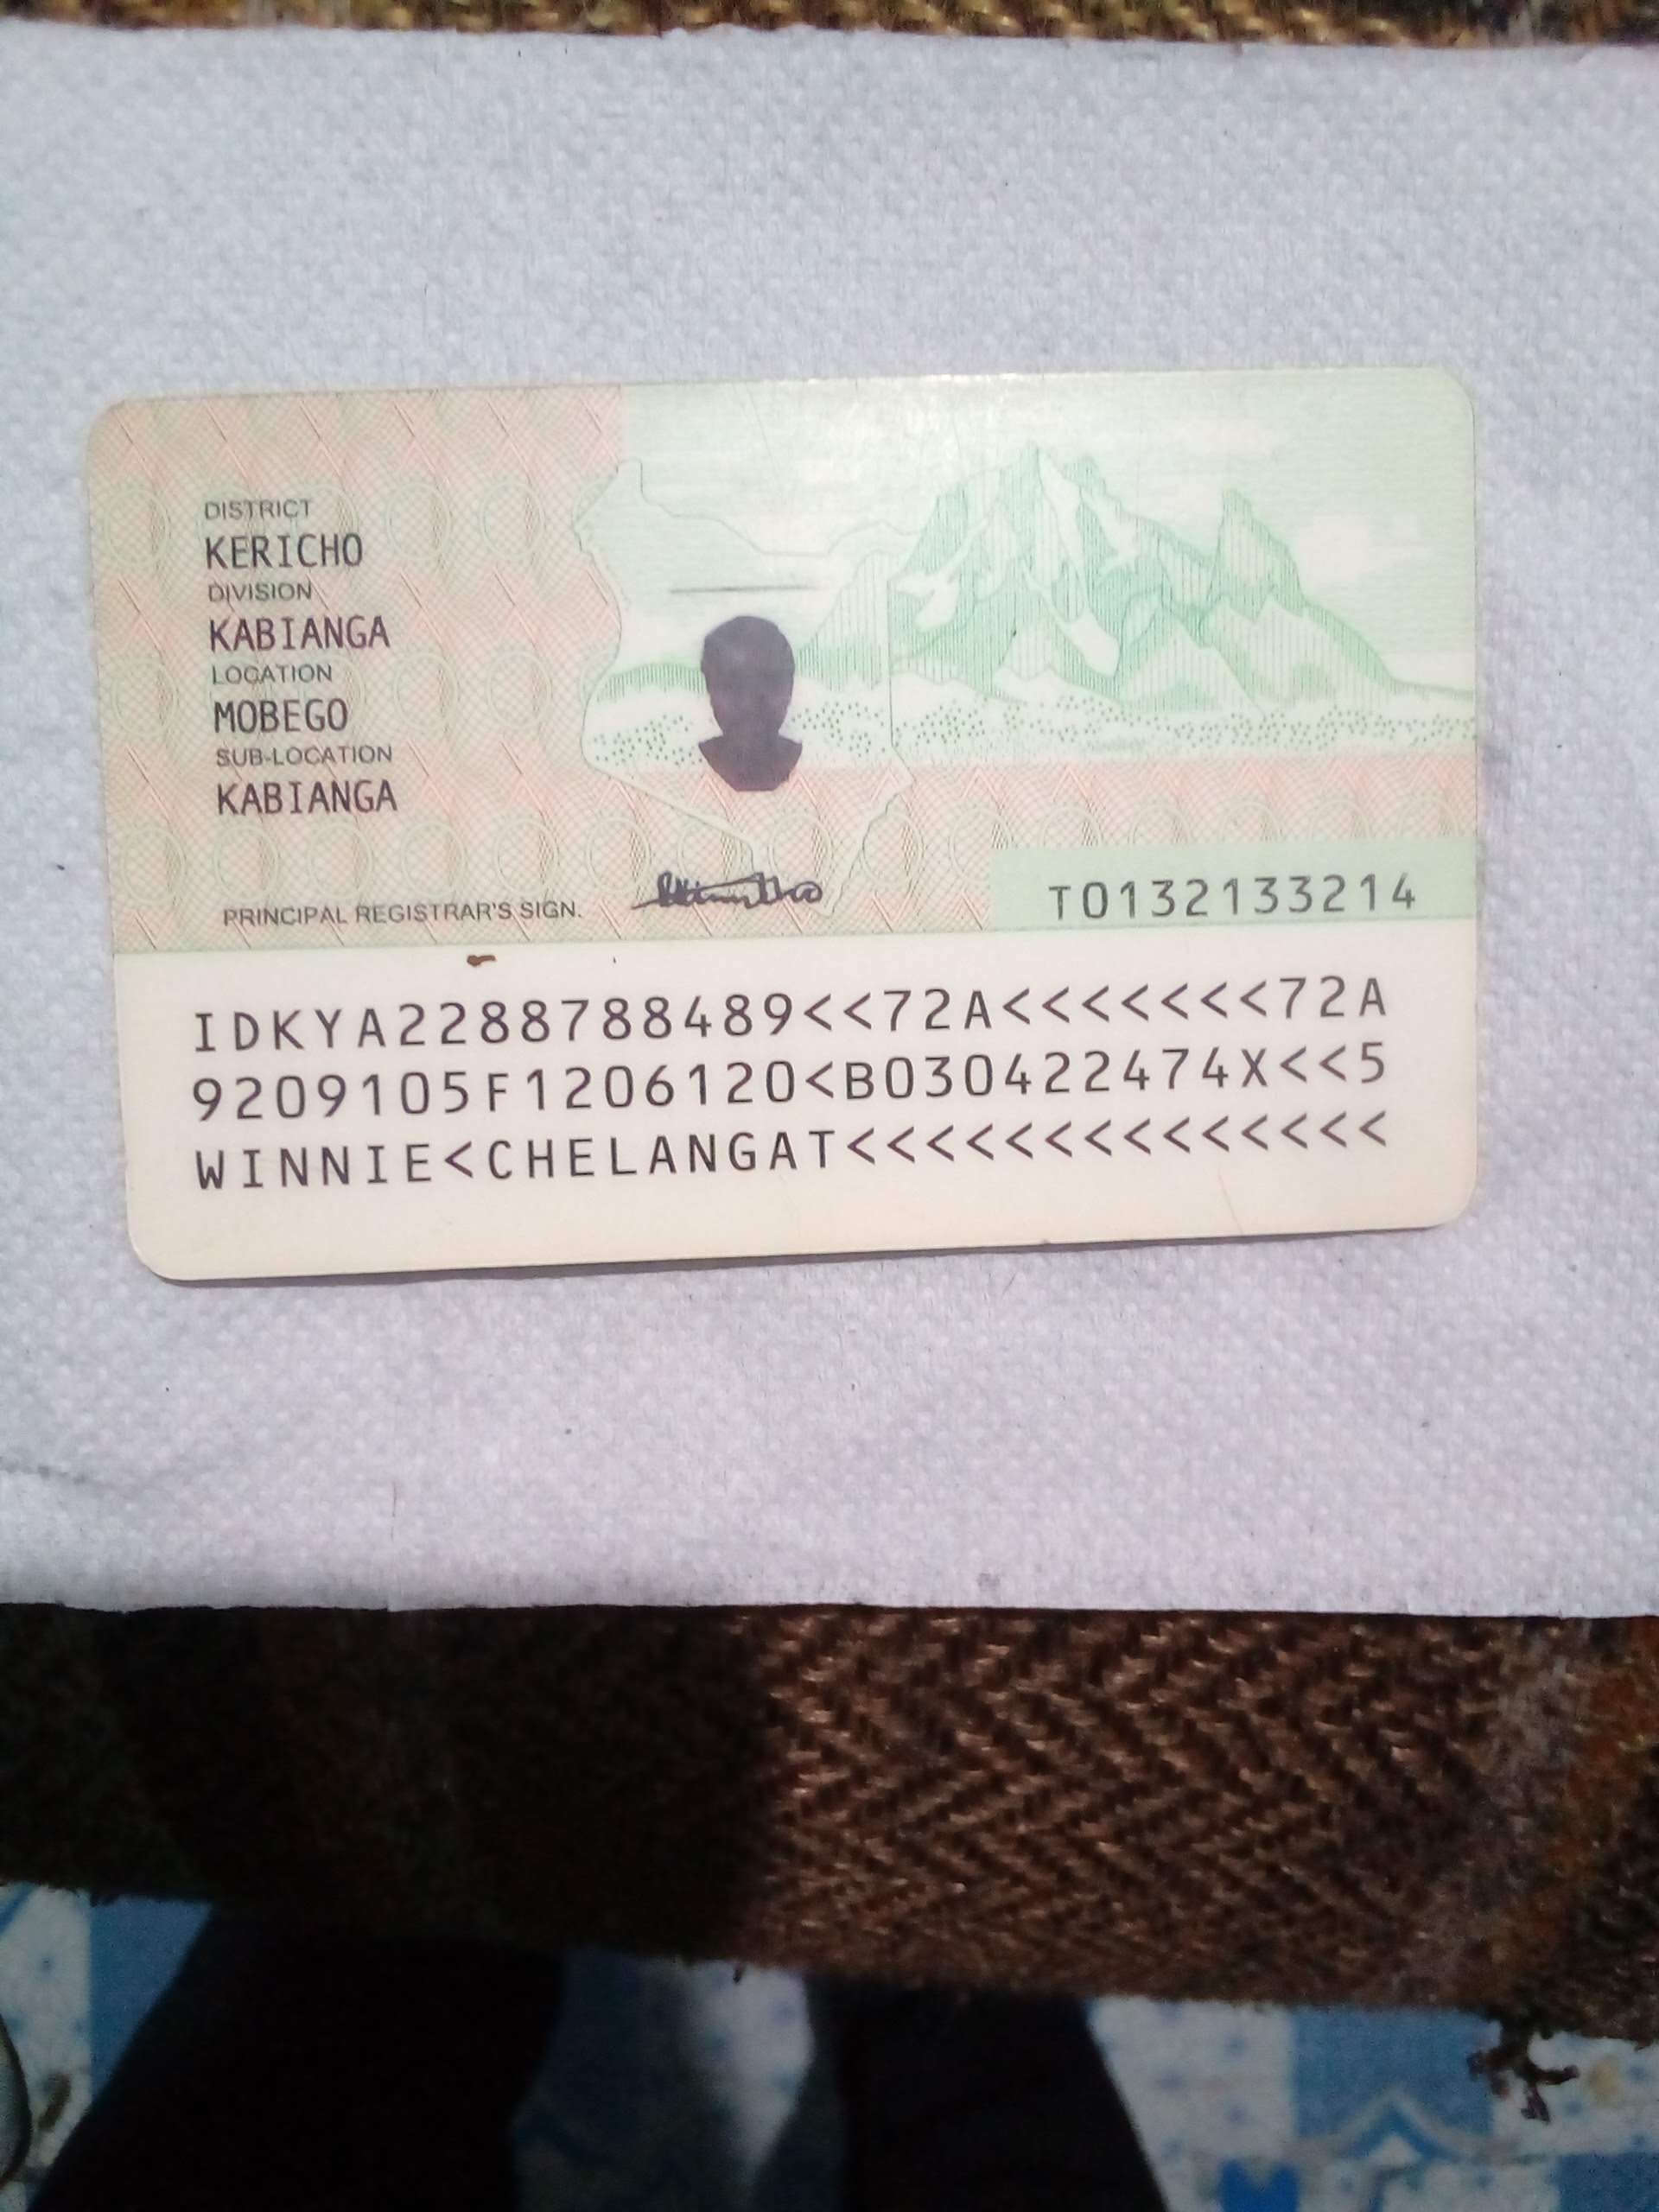 DISTRICT
KERICHO
DIVISION
KABIANGA
LOCATION
MOBEGO
SUB-LOCATION
KABIANGA
PRINCIPAL REGISTRAR'S SIGN.
T0132133214
IDKYA2288788489<<72A<<<<<<<72A
9209105F1206120<B030422474X<<5
WINNIE<CHELANGAT<<<<<<<<<<<<<<